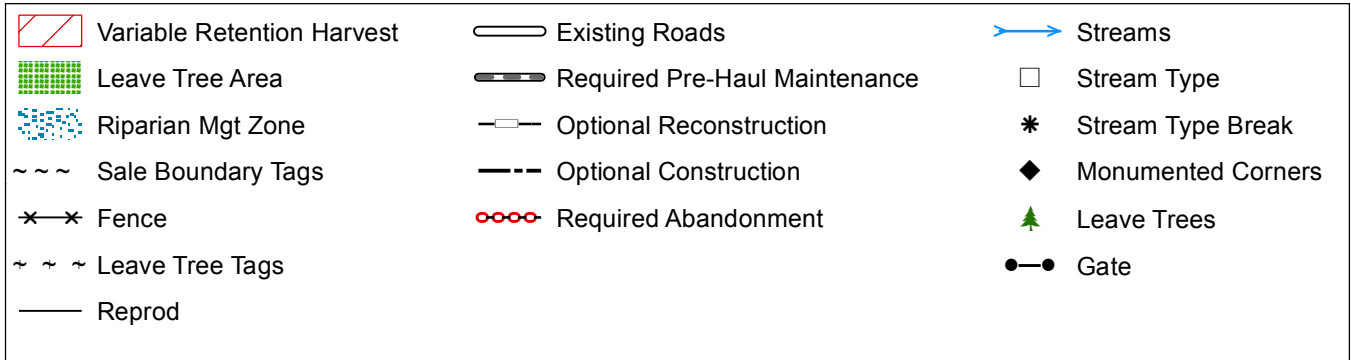 Variable Retention Harvest
Leave Tree Area
Riparian Mgt Zone
Sale Boundary Tags
Fence
Leave Tree Tags
Reprod
Existing Roads
Required Pre-Haul Maintenance
Optional Reconstruction
Optional Construction
Required Abandonment
Streams
Stream Type
Stream Type Break
Monumented Corners
Leave Trees
Gate